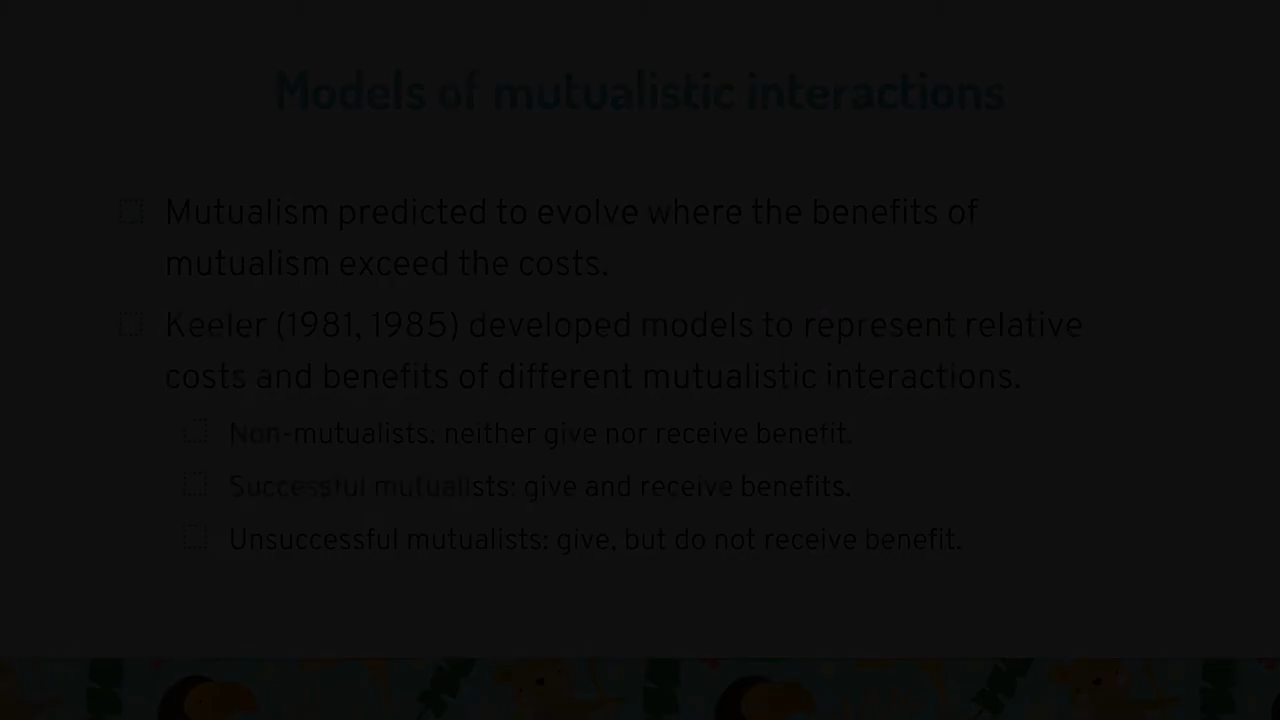 Models of mutualistic interactions
Mutualism predicted to evolve where the benefits of
mutualism exceed the costs.
Keeler (1981, 1985) developed models to represent relative
costs and benefits of different mutualistic interactions.
Non-mutualists: neither give nor receive benefit.
Successful mutualists: give and receive benefits.
Unsuccessful mutualists: give, but do not receive benefit.